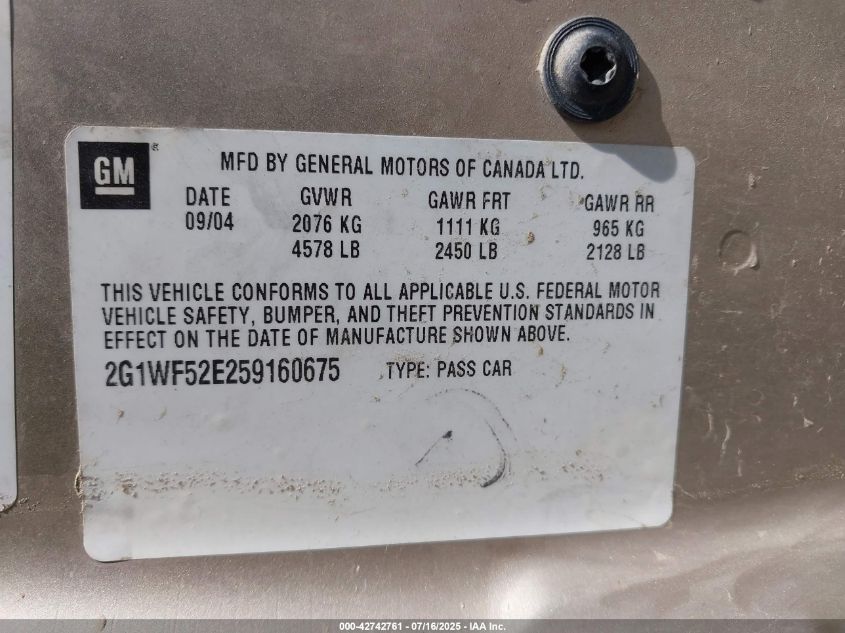 GM
®
MFD BY GENERAL MOTORS OF CANADA LTD.
DATE GVWR GAWR FRT GAWR RR
09/04 2076 KG 1111 KG 965 KG
4578 LB 2450 LB 2128 LB
THIS VEHICLE CONFORMS TO ALL APPLICABLE U.S. FEDERAL MOTOR
VEHICLE SAFETY, BUMPER, AND THEFT PREVENTION STANDARDS IN
EFFECT ON THE DATE OF MANUFACTURE SHOWN ABOVE.
2G1WF52E259160675 TYPE: PASS CAR
000-42742761 - 07/16/2025 - IAA Inc.